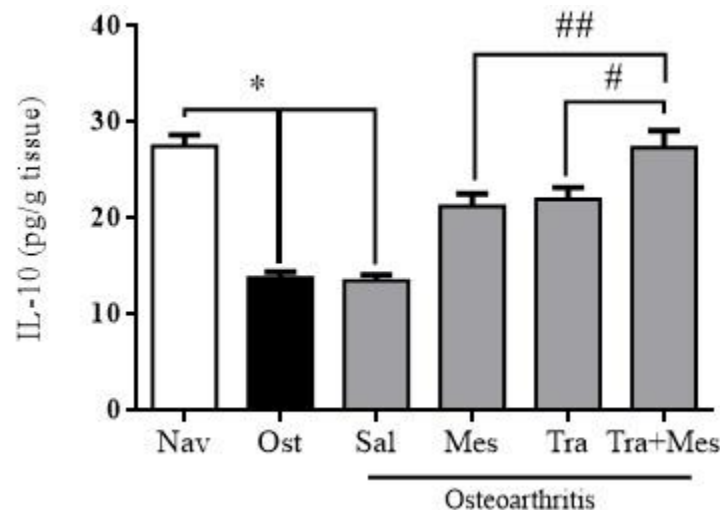 40
##
*
#
30
20
10
0
IL-10 (pg/g tissue)
Nav Ost Sal Mes Tra Tra+Mes
Osteoarthritis